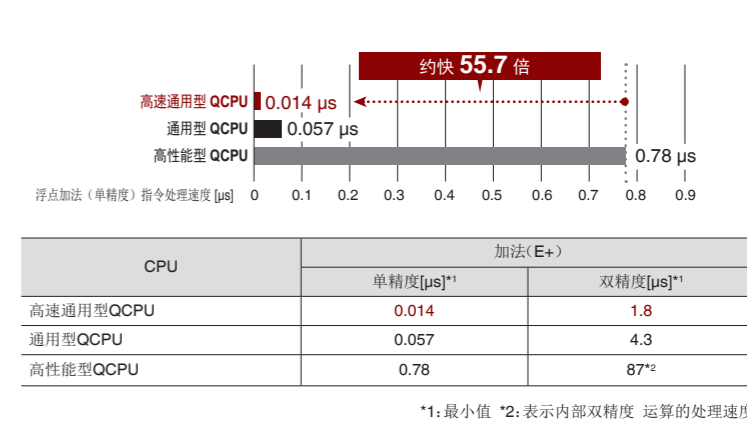 约快 55.7 倍
高速通用型 QCPU 0.014 µs
通用型 QCPU 0.057 µs
高性能型 QCPU 0.78 µs
浮点加法（单精度）指令处理速度 [µs] 0 0.1 0.2 0.3 0.4 0.5 0.6 0.7 0.8 0.9
CPU 加法（E+）
单精度[µs]*1 双精度[µs]*1
高速通用型QCPU 0.014 1.8
通用型QCPU 0.057 4.3
高性能型QCPU 0.78 87*2
*1：最小值 *2：表示内部双精度 运算的处理速度